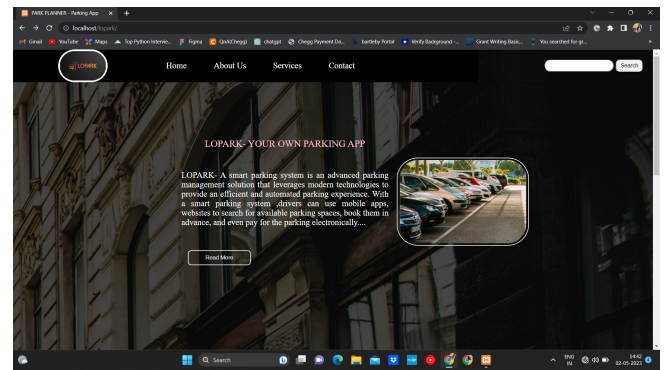 PARK PLANNER - Parking App
localhost/lopark/
Gmail YouTube Maps Top Python Intervie... Figma QnA(Chegg) chatgpt Chegg Payment Da... bartleby Portal Verify Background -... Grant Writing Basic... You searched for gr...
LOPARK Home About Us Services Contact Search
LOPARK- YOUR OWN PARKING APP
LOPARK- A smart parking system is an advanced parking
management solution that leverages modern technologies to
provide an efficient and automated parking experience. With
a smart parking system ,drivers can use mobile apps,
websites to search for available parking spaces, book them in
advance, and even pay for the parking electronically....
Read More
Search ENG 14:42
IN 02-05-2023